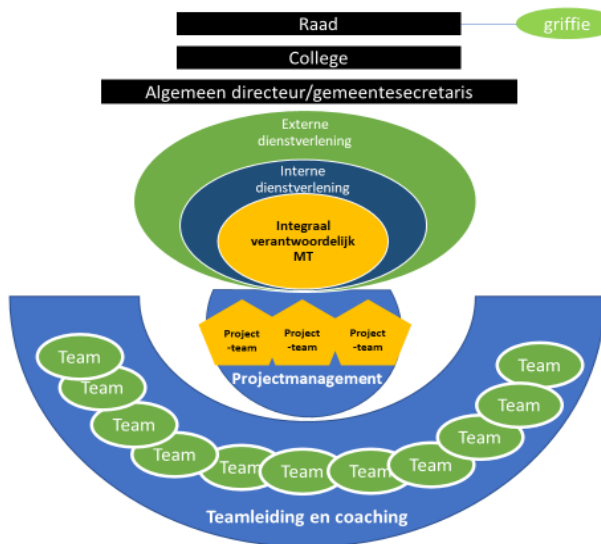 Raad
griffie
College
Algemeen directeur/gemeentesecretaris
Externe
dienstverlening
Interne
dienstverlening
Integraal
verantwoordelijk
MT
Project
-team
Project
-team
Project
-team
Projectmanagement
Team
Team
Team
Team
Team
Team
Team
Team
Team
Team
Team
Teamleiding en coaching